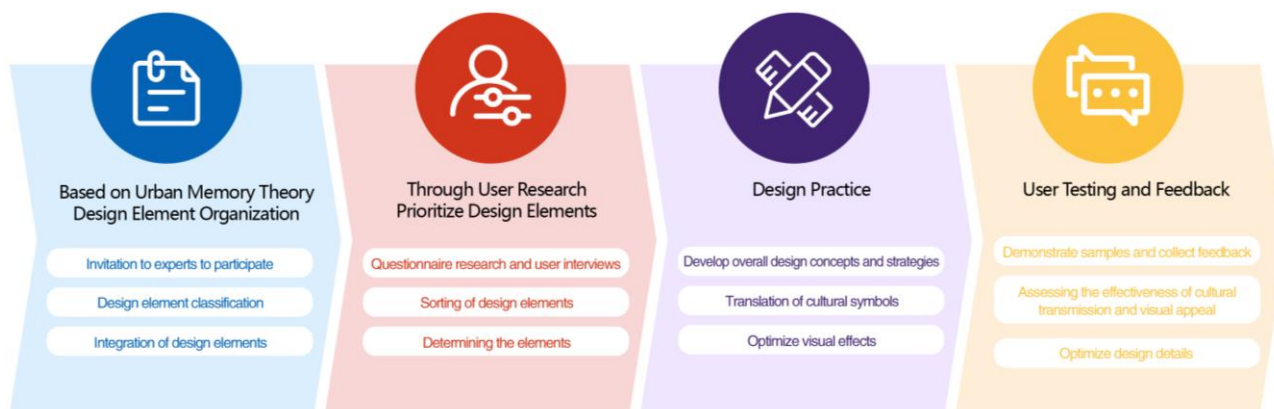 Based on Urban Memory Theory
Design Element Organization
Invitation to experts to participate
Design element classification
Integration of design elements
Through User Research
Prioritize Design Elements
Questionnaire research and user interviews
Sorting of design elements
Determining the elements
Design Practice
Develop overall design concepts and strategies
Translation of cultural symbols
Optimize visual effects
User Testing and Feedback
Demonstrate samples and collect feedback
Assessing the effectiveness of cultural
transmission and visual appeal
Optimize design details